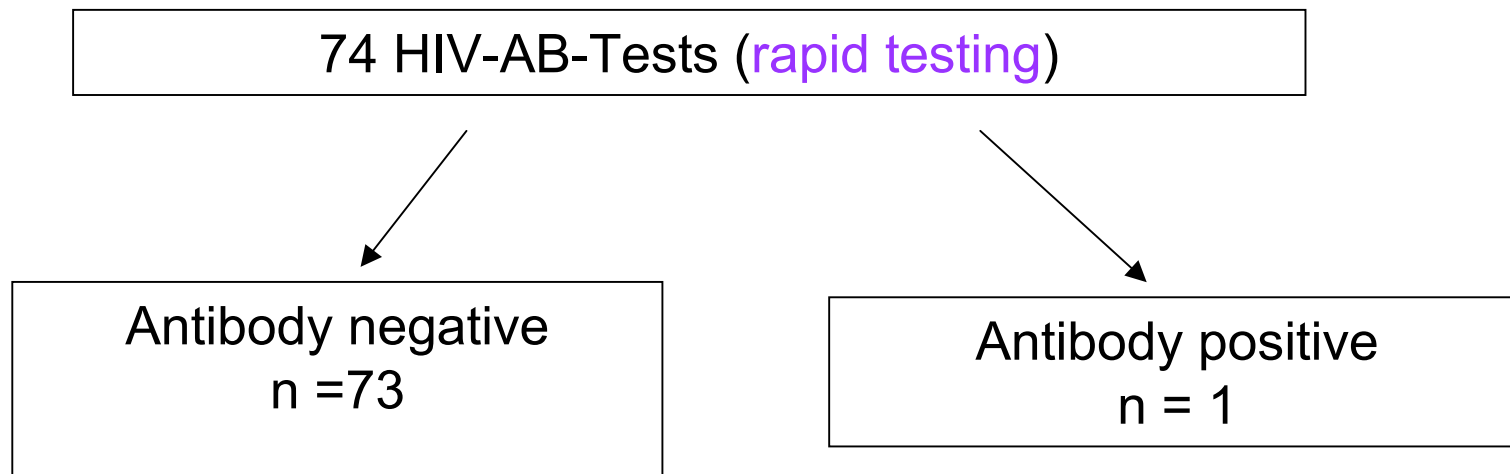 74 HIV-AB-Tests (rapid testing)
Antibody negative
n =73
Antibody positive
n = 1